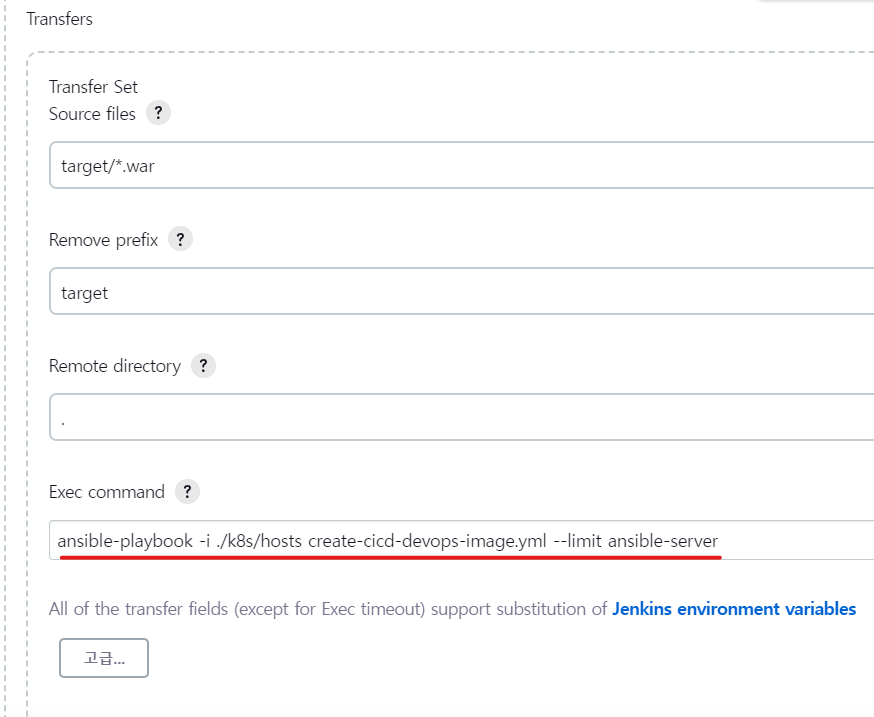 Transfers
Transfer Set
Source files ?
target/*.war
Remove prefix ?
target
Remote directory ?
.
Exec command ?
ansible-playbook -i ./k8s/hosts create-cicd-devops-image.yml --limit ansible-server
All of the transfer fields (except for Exec timeout) support substitution of Jenkins environment variables
고급...